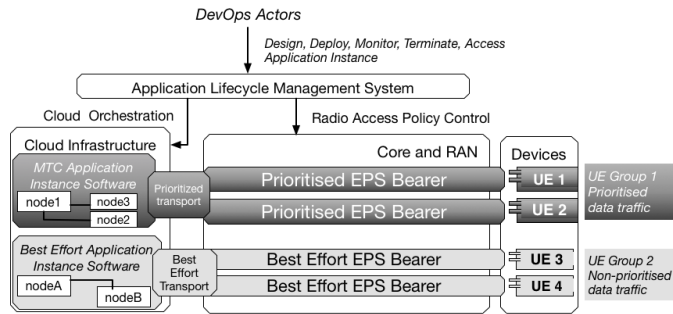 DevOps Actors
Design, Deploy, Monitor, Terminate, Access
Application Instance
Application Lifecycle Management System
Cloud Orchestration
Radio Access Policy Control
Cloud Infrastructure
Core and RAN
Devices
MTC Application
Instance Software
node1
node3
node2
Prioritized
transport
Prioritised EPS Bearer
UE 1
Prioritised EPS Bearer
UE 2
UE Group 1
Prioritised
data traffic
Best Effort Application
Instance Software
nodeA
nodeB
Best
Effort
Transport
Best Effort EPS Bearer
UE 3
Best Effort EPS Bearer
UE 4
UE Group 2
Non-prioritised
data traffic